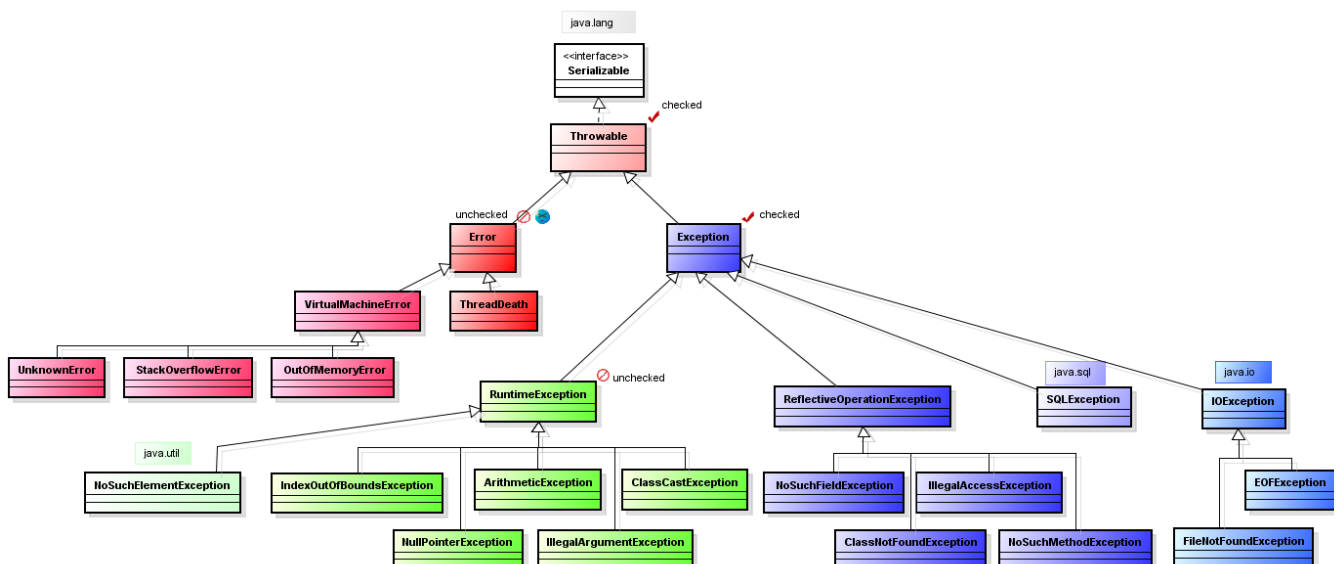 java.lang
<<interface>>
Serializable
checked
Throwable
unchecked
checked
Error
Exception
VirtualMachineError
ThreadDeath
UnknownError
StackOverflowError
OutOfMemoryError
unchecked
java.sql
java.io
RuntimeException
ReflectiveOperationException
SQLException
IOException
java.util
NoSuchElementException
IndexOutOfBoundsException
ArithmeticException
ClassCastException
NoSuchFieldException
IllegalAccessException
EOFException
NullPointerException
IllegalArgumentException
ClassNotFoundException
NoSuchMethodException
FileNotFoundException